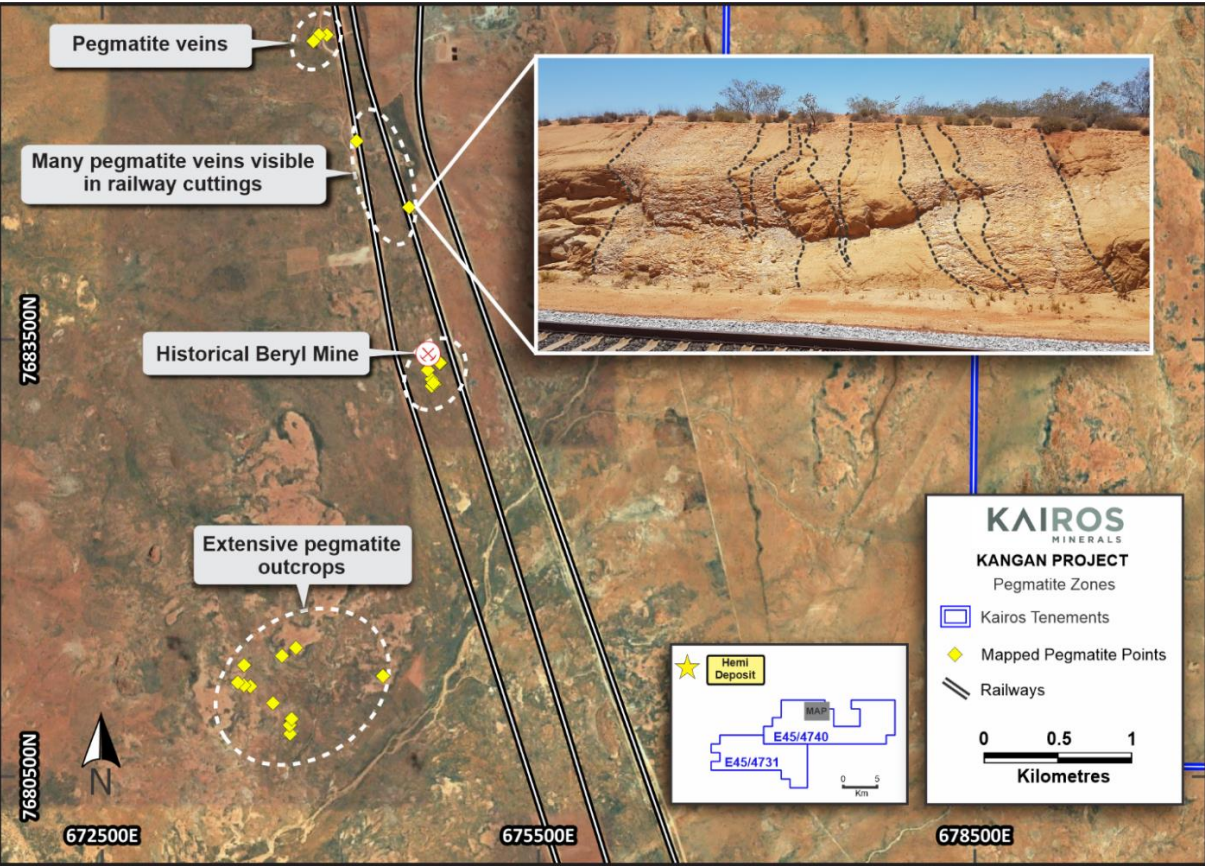 Pegmatite veins
Many pegmatite veins visible
in railway cuttings
7683500N
Historical Beryl Mine
Extensive pegmatite
outcrops
7680500N
N
672500E
675500E
678500E
Hemi
Deposit
MAP
E45/4740
E45/4731
0 5
Km
KAIROS
MINERALS
KANGAN PROJECT
Pegmatite Zones
Kairos Tenements
Mapped Pegmatite Points
Railways
0 0.5 1
Kilometres